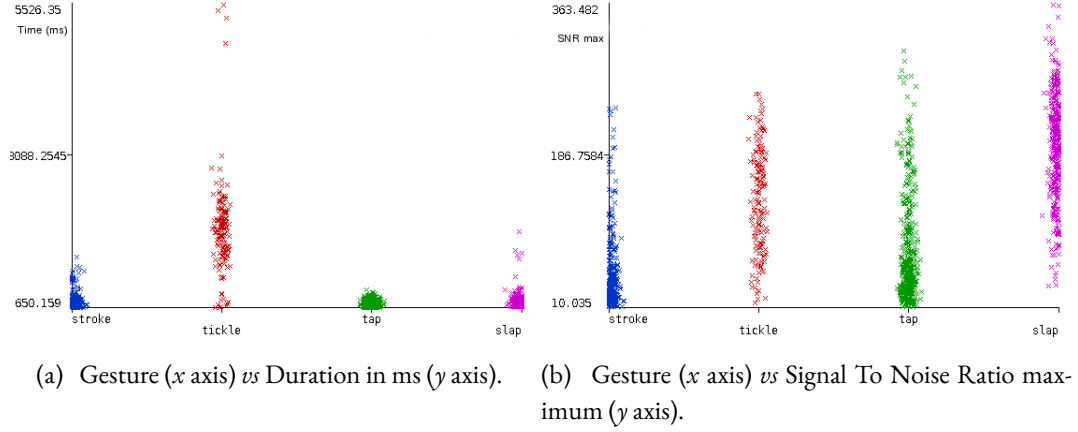 5526.35
Time (ms)
3088.2545
650.159
stroke
tickle
tap
slap
363.482
SNR max
186.7584
10.035
stroke
tickle
tap
slap
(a) Gesture (x axis) vs Duration in ms (y axis).
(b) Gesture (x axis) vs Signal To Noise Ratio max-
imum (y axis).